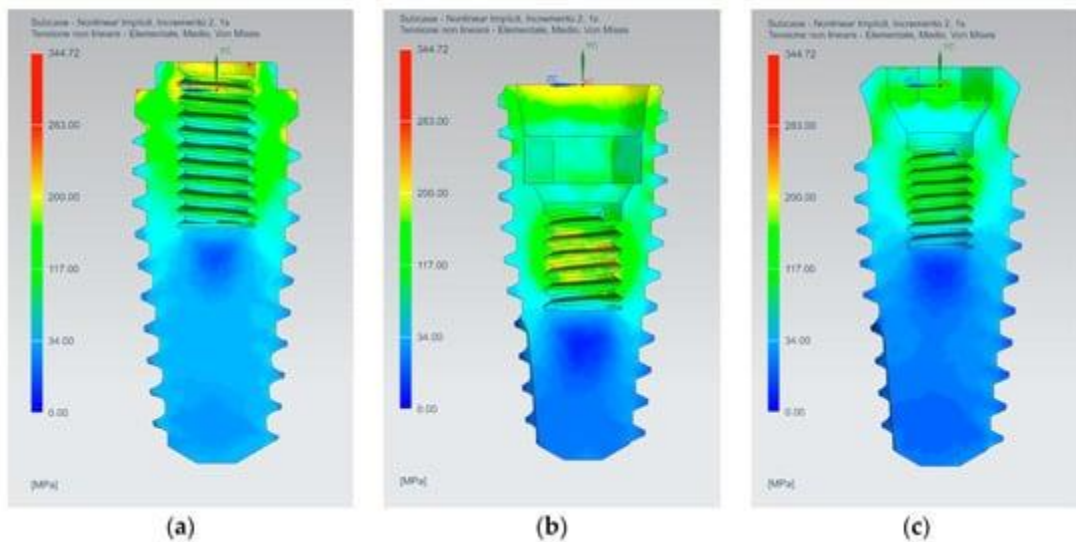 Subcase - Nonlinear Implicit, Incremento 2, 1s
Tensione non lineare - Elementale, Medio, Von Mises
344.72
283.00
200.00
117.00
34.00
0.00
[MPa]
(a)
Subcase - Nonlinear Implicit, Incremento 2, 1s
Tensione non lineare - Elementale, Medio, Von Mises
344.72
283.00
200.00
117.00
34.00
0.00
[MPa]
(b)
Subcase - Nonlinear Implicit, Incremento 2, 1s
Tensione non lineare - Elementale, Medio, Von Mises
344.72
283.00
200.00
117.00
34.00
0.00
[MPa]
(c)